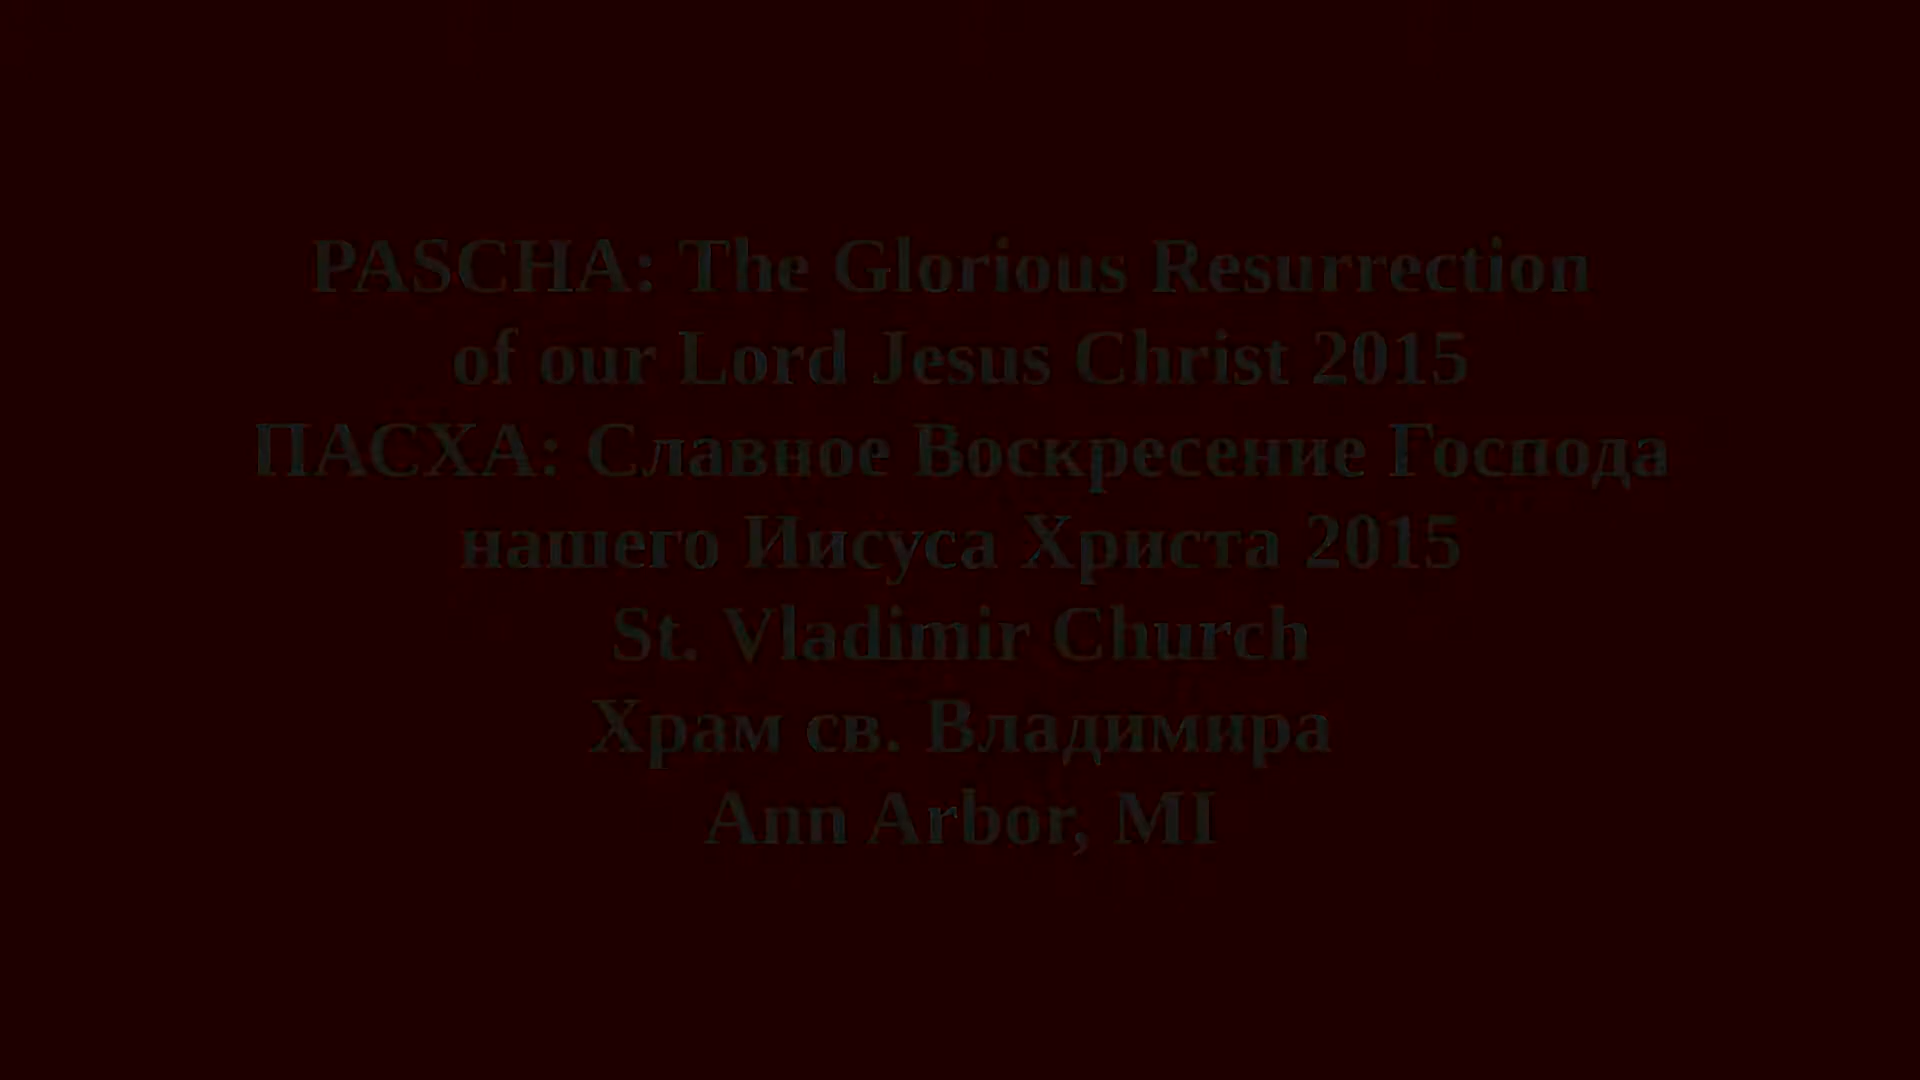 PASCHA: The Glorious Resurrection
of our Lord Jesus Christ 2015
ПАСХА: Славное Воскресение Господа
нашего Иисуса Христа 2015
St. Vladimir Church
Храм св. Владимира
Ann Arbor, MI